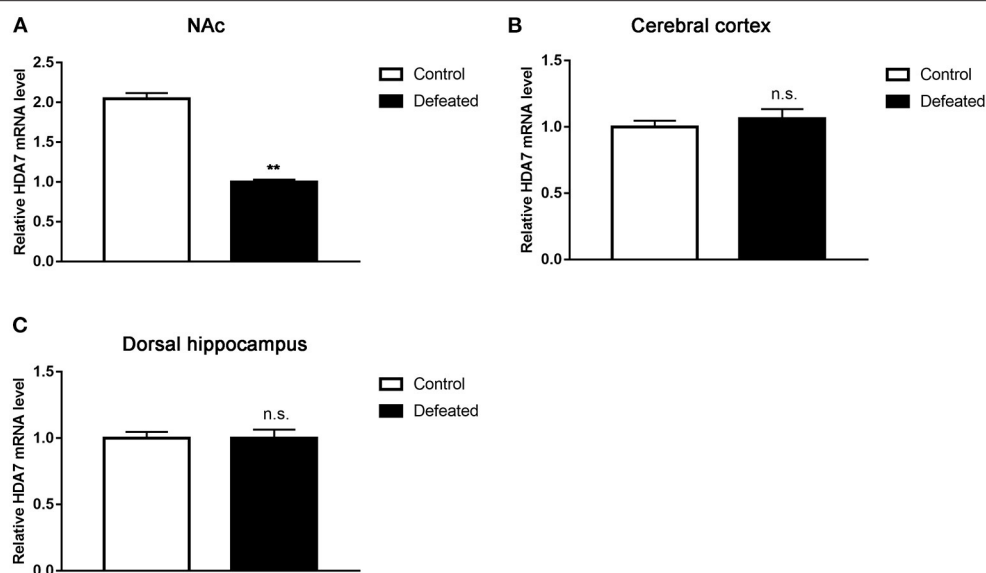 A
NAc
Relative HDA7 mRNA level
2.5
2.0
1.5
1.0
0.5
0.0
**
Control
Defeated
B
Cerebral cortex
Relative HDA7 mRNA level
1.5
1.0
0.5
0.0
n.s.
Control
Defeated
C
Dorsal hippocampus
Relative HDA7 mRNA level
1.5
1.0
0.5
0.0
n.s.
Control
Defeated